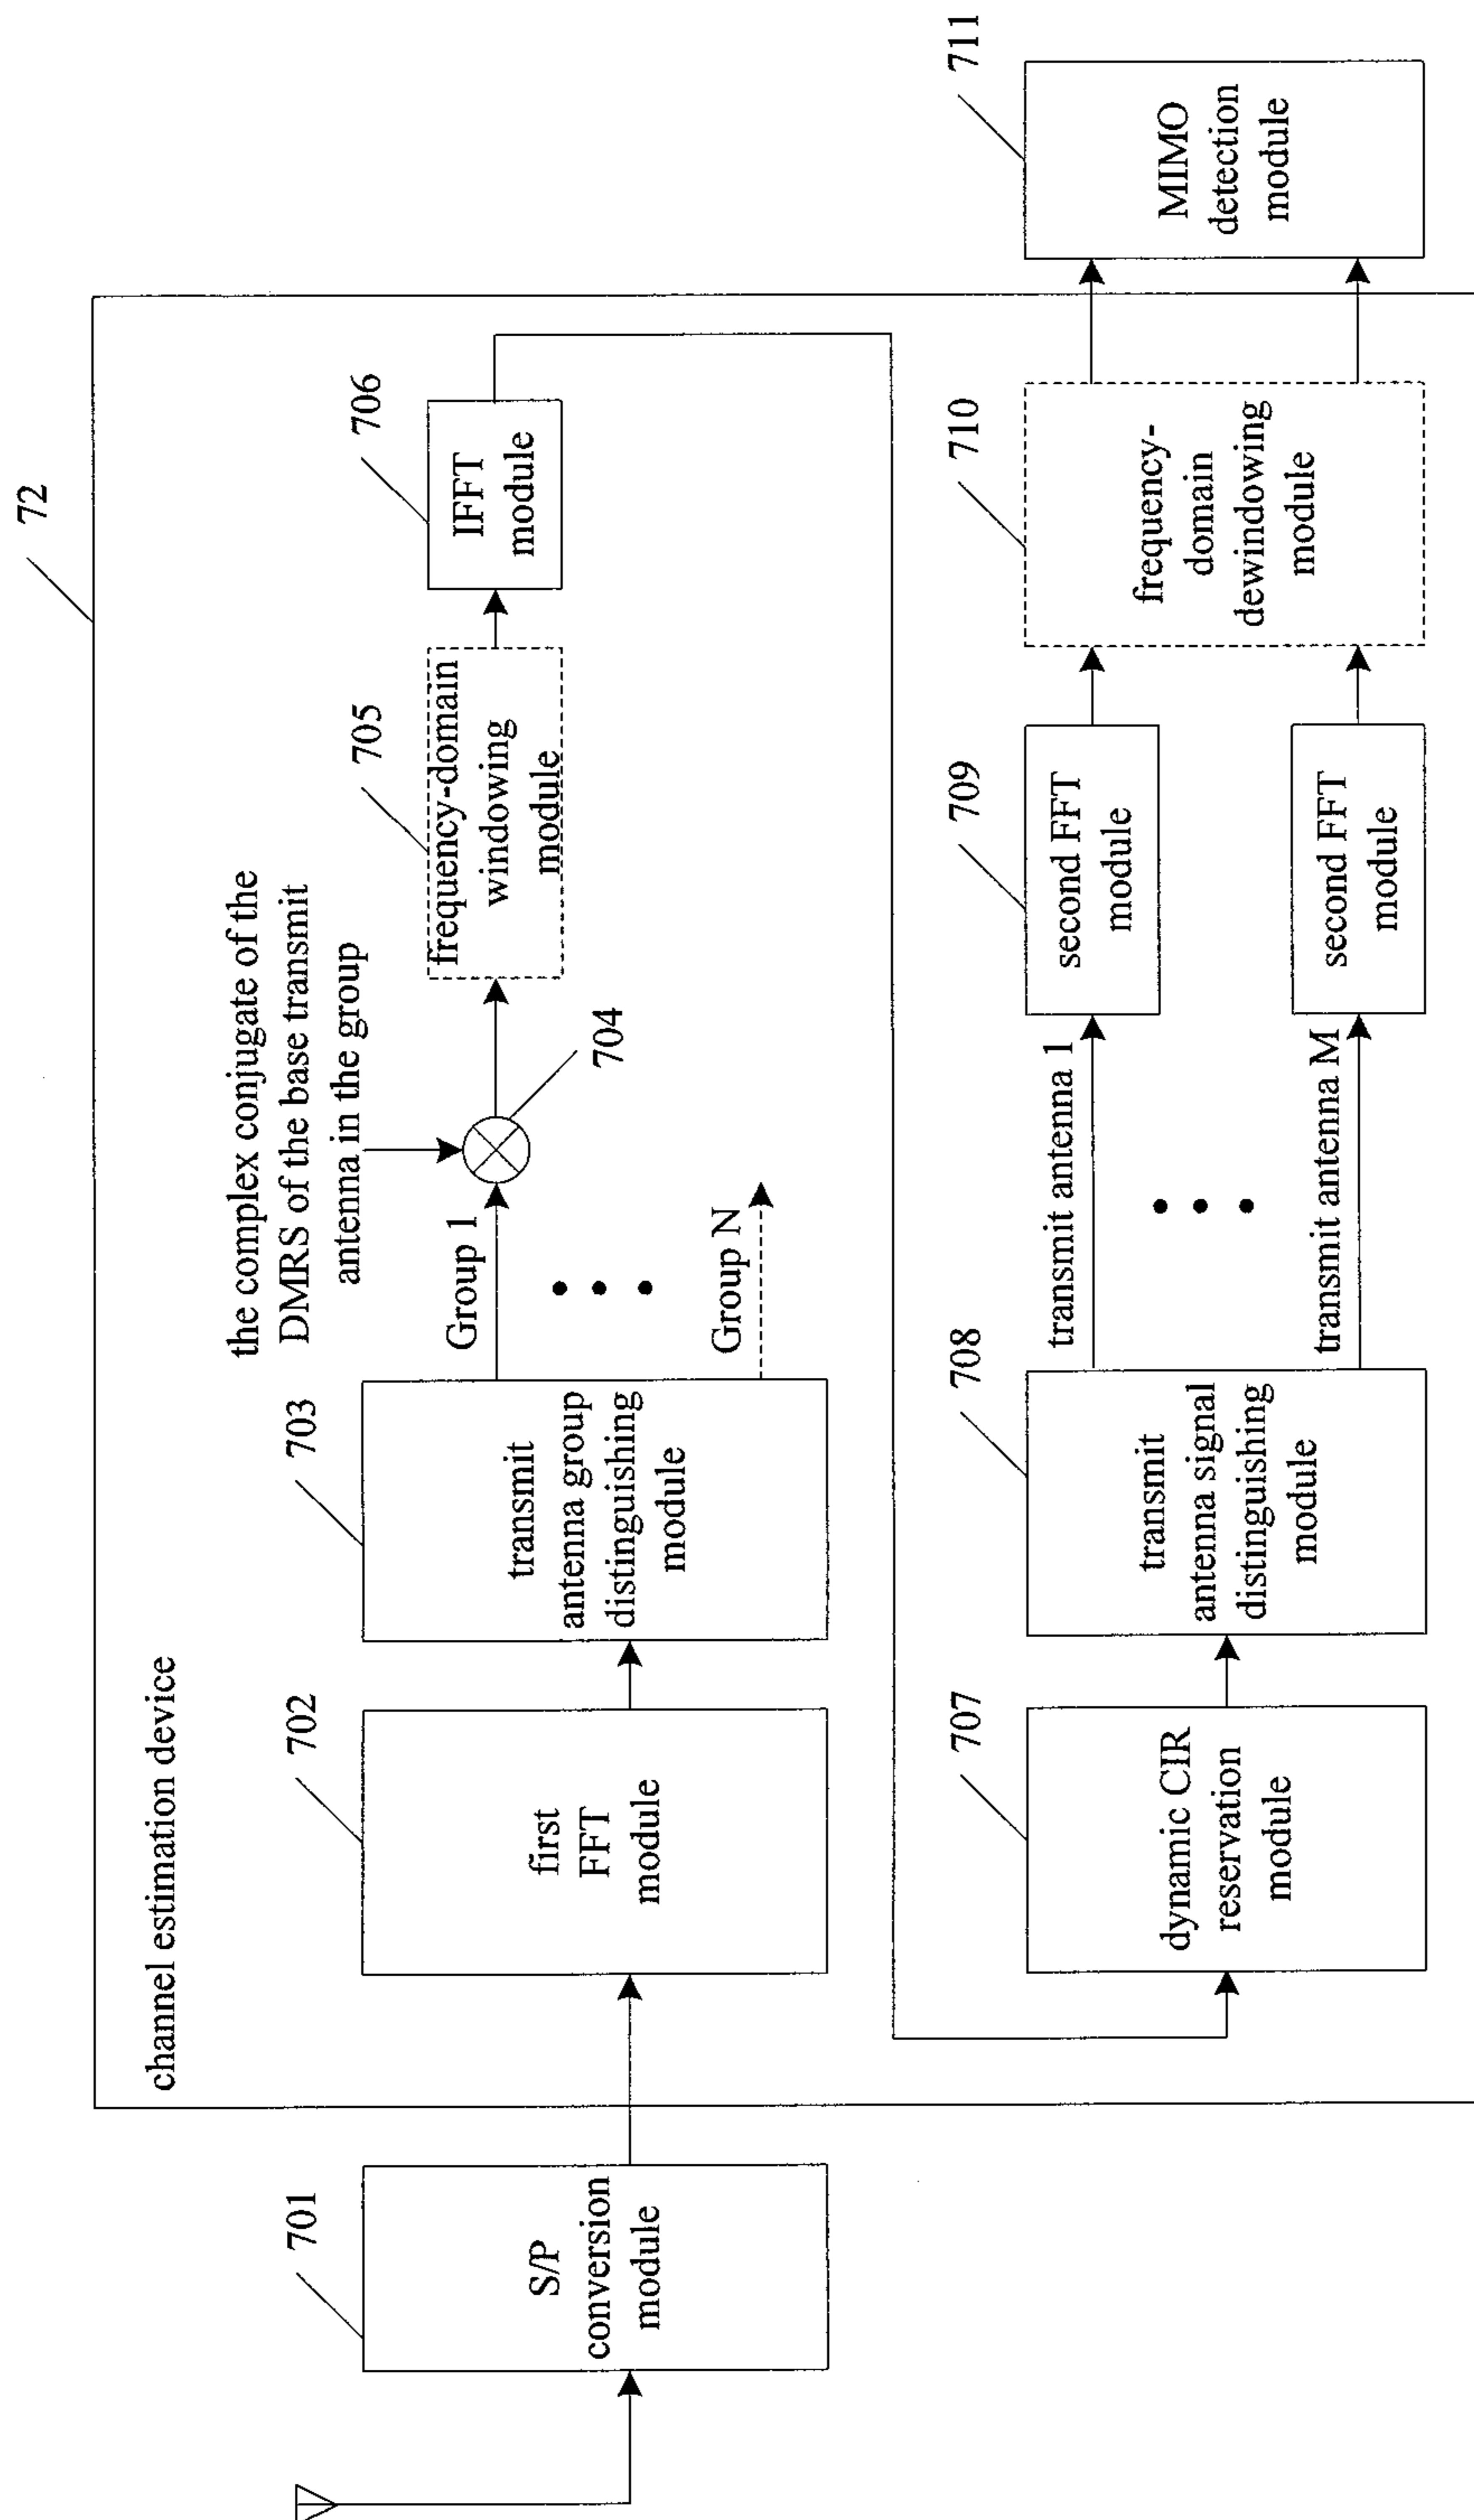 72
channel estimation device
701
S/P
conversion
module
702
first
FFT
module
703
transmit
antenna group
distinguishing
module
the complex conjugate of the
DMRS of the base transmit
antenna in the group
Group 1
Group N
704
705
frequency-domain
windowing
module
706
IFFT
module
707
dynamic CIR
reservation
module
708
transmit
antenna signal
distinguishing
module
transmit antenna 1
transmit antenna M
709
second FFT
module
second FFT
module
710
frequency-
domain
dewindowing
module
711
MIMO
detection
module